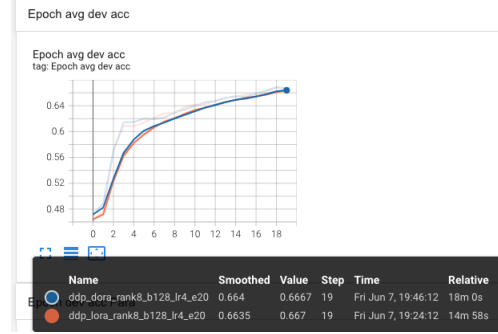 Epoch avg dev acc
Epoch avg dev acc
tag: Epoch avg dev acc
0.64
0.6
0.56
0.52
0.48
0 2 4 6 8 10 12 14 16 18
Name Smoothed Value Step Time Relative
ddp_dora_rank8_b128_lr4_e20 0.664 0.6667 19 Fri Jun 7, 19:46:12 18m 0s
ddp_dora_rank8_b128_lr4_e20 0.6635 0.667 19 Fri Jun 7, 19:24:12 14m 58s